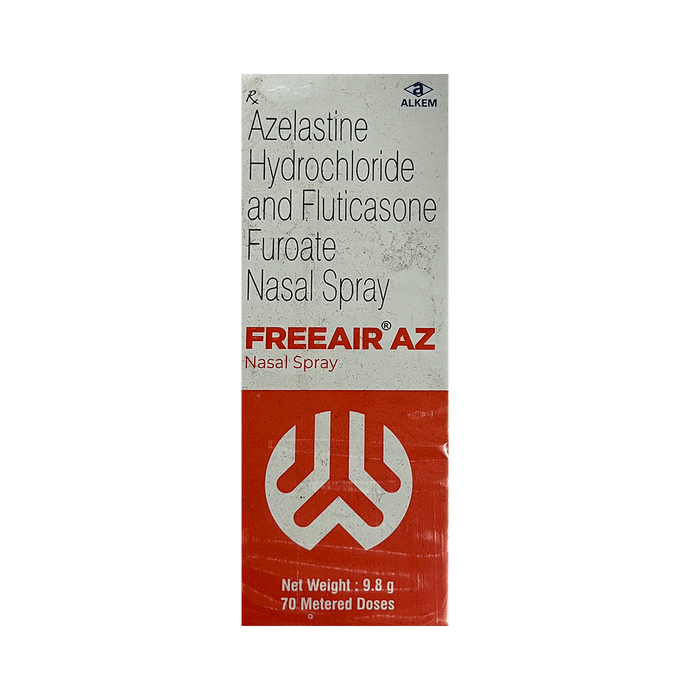 Rx
ALKEM
Azelastine
Hydrochloride
and Fluticasone
Furoate
Nasal Spray
FREEAIR® AZ
Nasal Spray
Net Weight : 9.8 g
70 Metered Doses